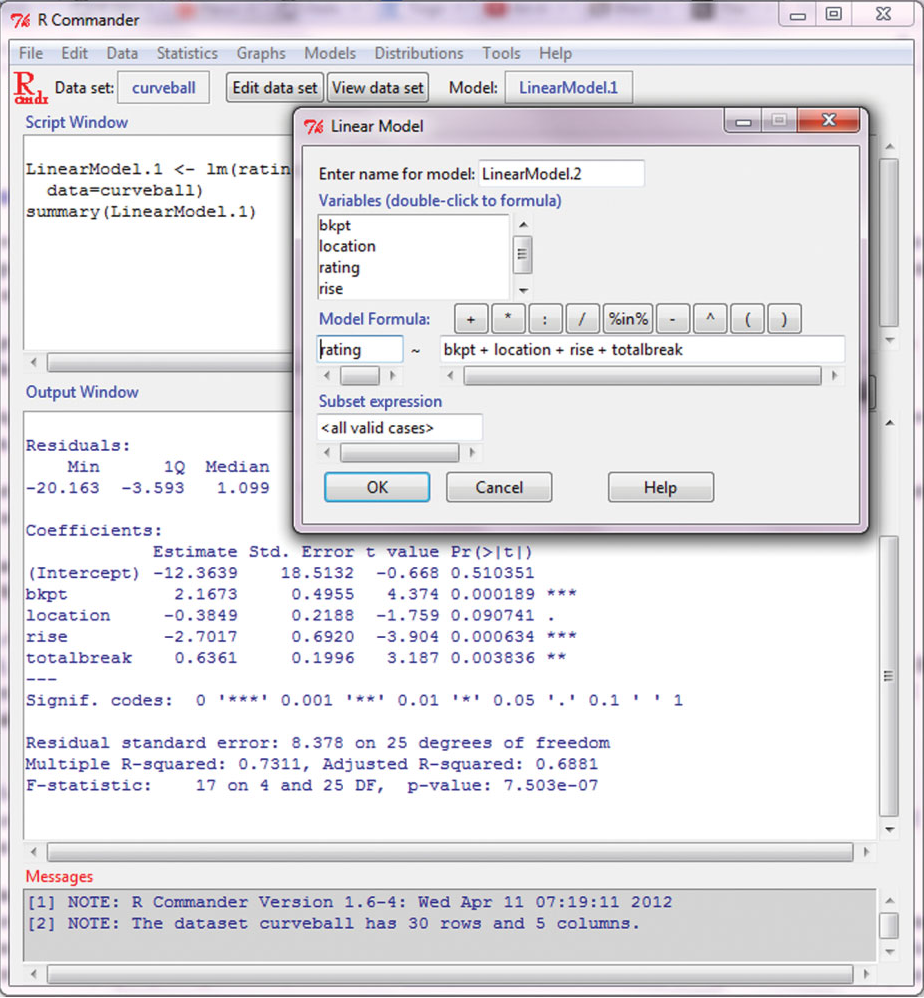 R Commander
File Edit Data Statistics Graphs Models Distributions Tools Help
R cmdr Data set: curveball Edit data set View data set Model: LinearModel.1
Script Window
LinearModel.1 <- lm(ratin
data=curveball)
summary(LinearModel.1)
Linear Model
Enter name for model: LinearModel.2
Variables (double-click to formula)
bkpt
location
rating
rise
Model Formula: + * : / %in% - ^ ( )
rating ~ bkpt + location + rise + totalbreak
Subset expression
<all valid cases>
OK Cancel Help
Output Window
Residuals:
Min 1Q Median
-20.163 -3.593 1.099
Coefficients:
Estimate Std. Error t value Pr(>|t|)
(Intercept) -12.3639 18.5132 -0.668 0.510351
bkpt 2.1673 0.4955 4.374 0.000189 ***
location -0.3849 0.2188 -1.759 0.090741 .
rise -2.7017 0.6920 -3.904 0.000634 ***
totalbreak 0.6361 0.1996 3.187 0.003836 **
---
Signif. codes: 0 '***' 0.001 '**' 0.01 '*' 0.05 '.' 0.1 ' ' 1
Residual standard error: 8.378 on 25 degrees of freedom
Multiple R-squared: 0.7311, Adjusted R-squared: 0.6881
F-statistic: 17 on 4 and 25 DF, p-value: 7.503e-07
Messages
[1] NOTE: R Commander Version 1.6-4: Wed Apr 11 07:19:11 2012
[2] NOTE: The dataset curveball has 30 rows and 5 columns.